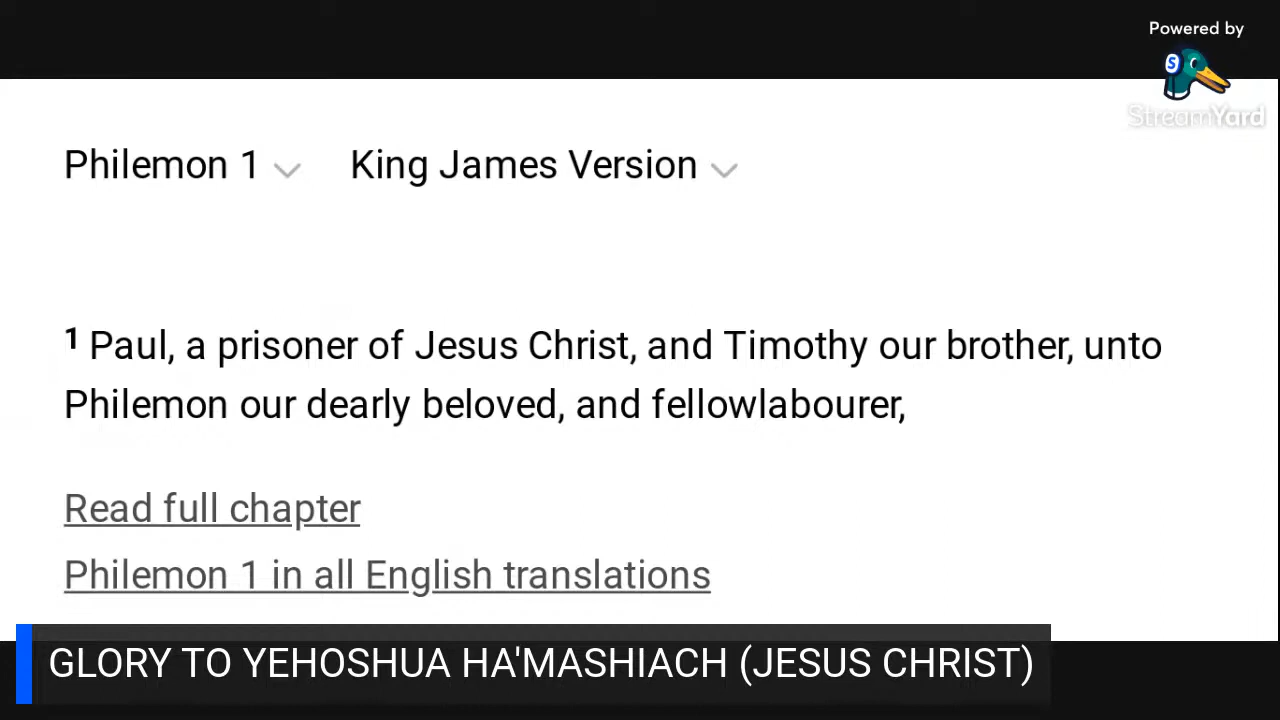 Powered by
S
StreamYard
Philemon 1 King James Version
1 Paul, a prisoner of Jesus Christ, and Timothy our brother, unto
Philemon our dearly beloved, and fellowlabourer,
Read full chapter
Philemon 1 in all English translations
GLORY TO YEHOSHUA HA'MASHIACH (JESUS CHRIST)